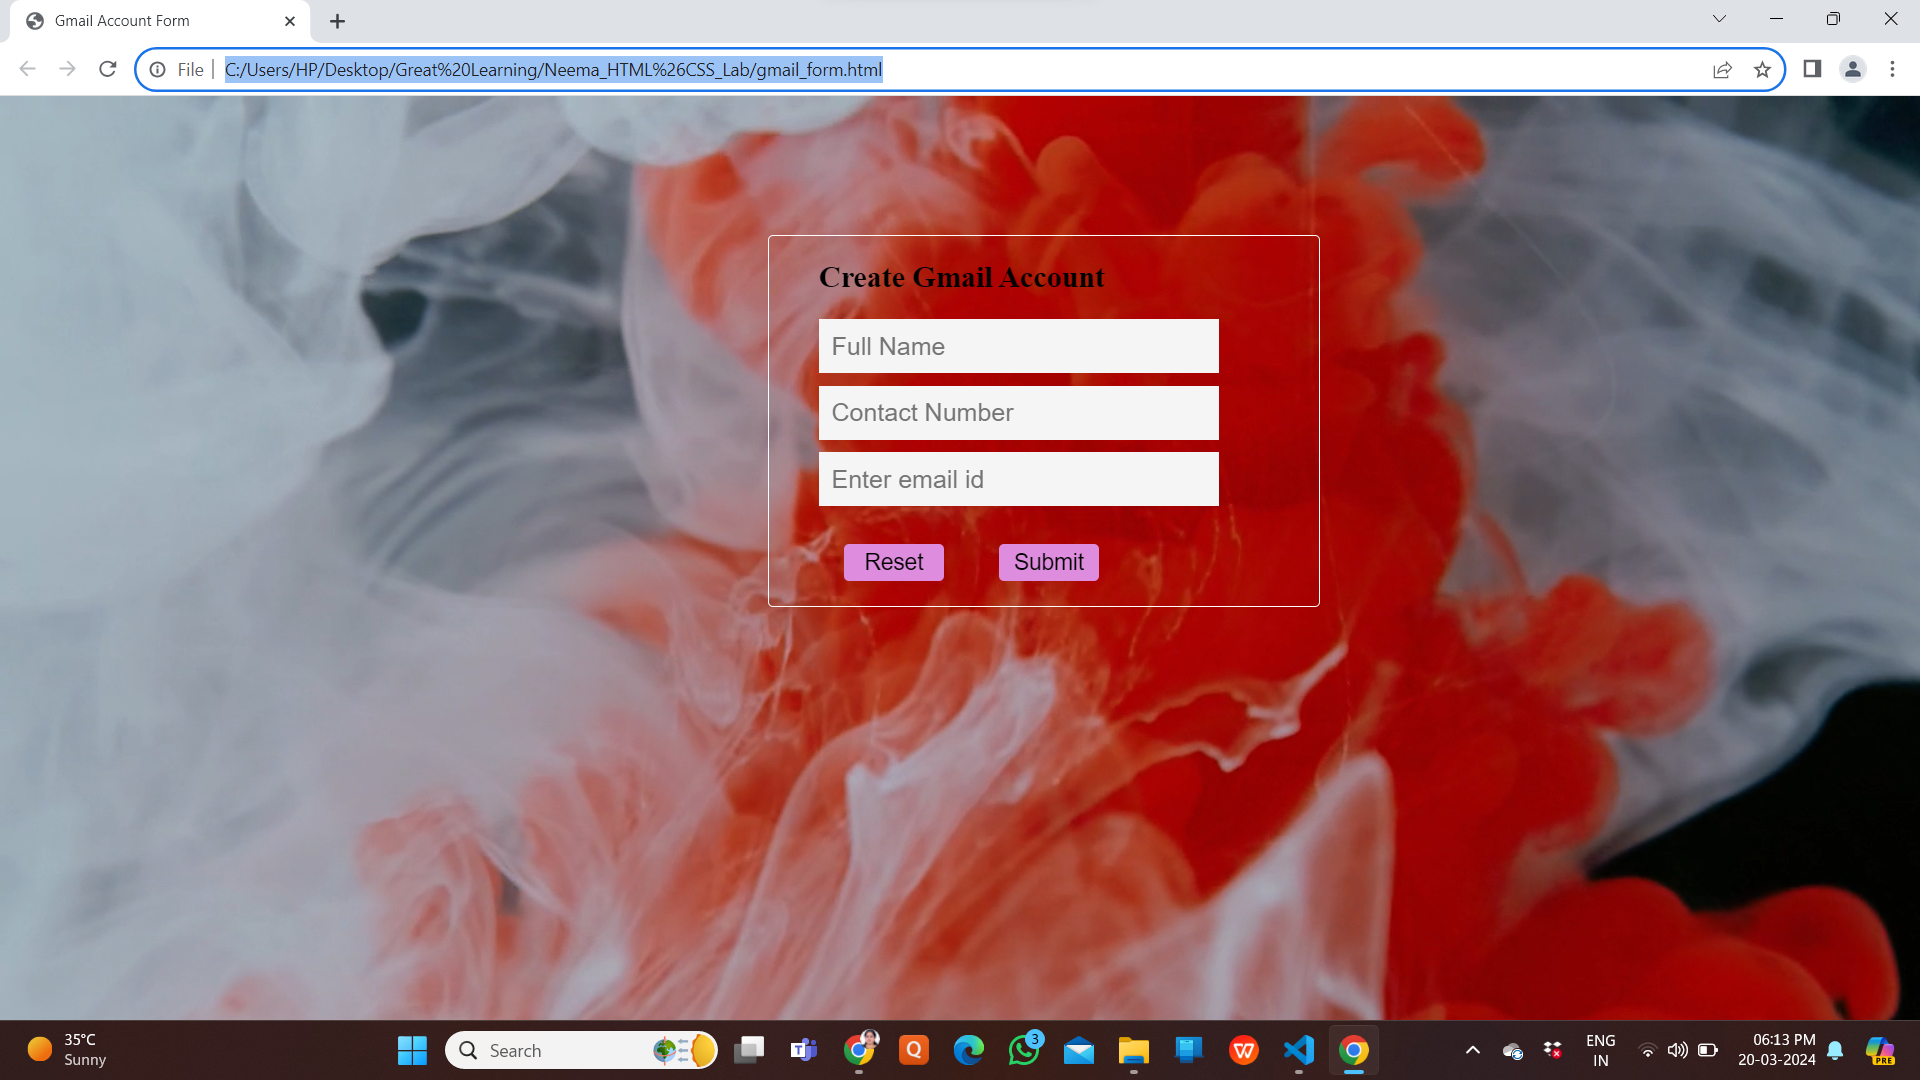 Gmail Account Form
File
C:/Users/HP/Desktop/Great%20Learning/Neema_HTML%26CSS_Lab/gmail_form.html
Create Gmail Account
Full Name
Contact Number
Enter email id
Reset Submit
35°C
Sunny
Search
3
ENG
IN
06:13 PM
20-03-2024
PRE